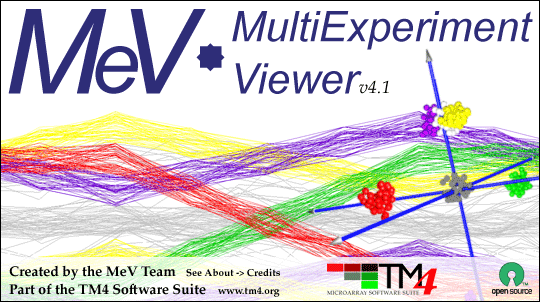 MeV
MultiExperiment
Viewer v4.1
Created by the MeV Team See About -> Credits
Part of the TM4 Software Suite www.tm4.org
TM4
MICROARRAY SOFTWARE SUITE
open source
TM